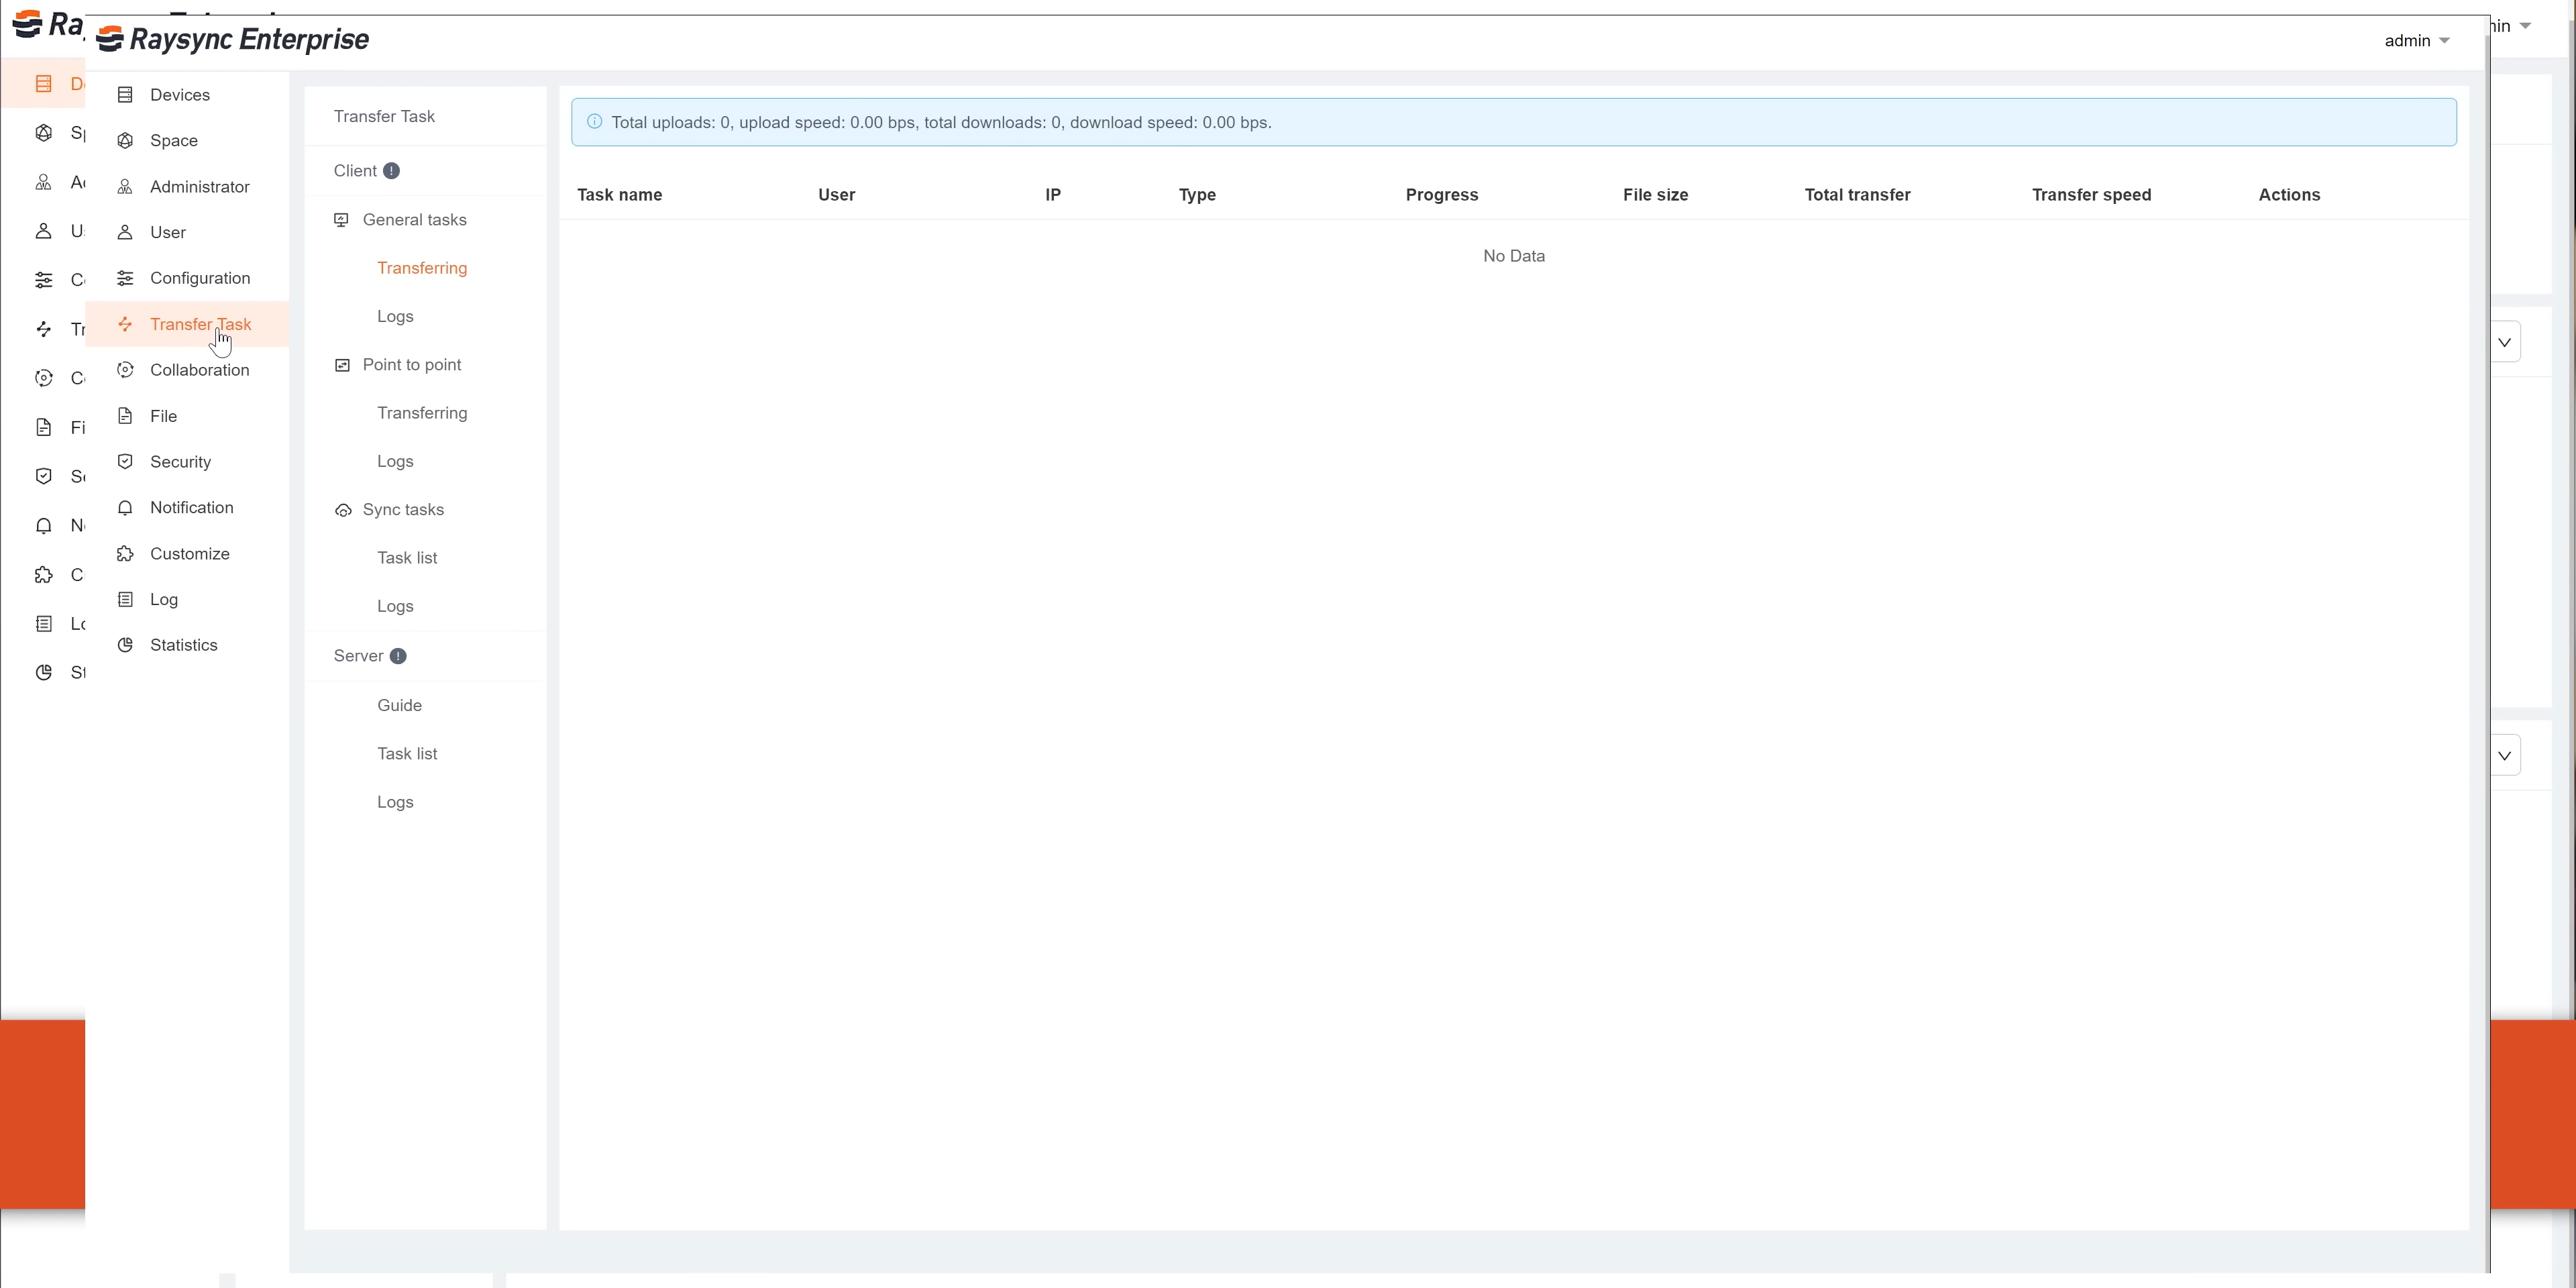 Raysync Enterprise
admin
Devices
Space
Administrator
User
Configuration
Transfer Task
Collaboration
File
Security
Notification
Customize
Log
Statistics
Transfer Task
Client
General tasks
Transferring
Logs
Point to point
Transferring
Logs
Sync tasks
Task list
Logs
Server
Guide
Task list
Logs
Total uploads: 0, upload speed: 0.00 bps, total downloads: 0, download speed: 0.00 bps.
Task name User IP Type Progress File size Total transfer Transfer speed Actions
No Data